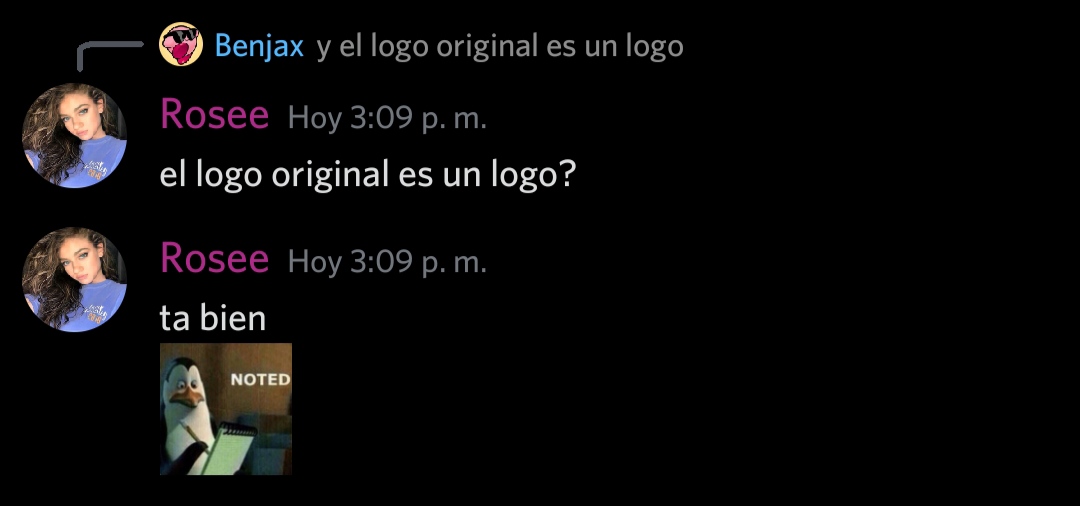 Benjax y el logo original es un logo
Rosee Hoy 3:09 p. m.
el logo original es un logo?
Rosee Hoy 3:09 p. m.
ta bien
NOTED